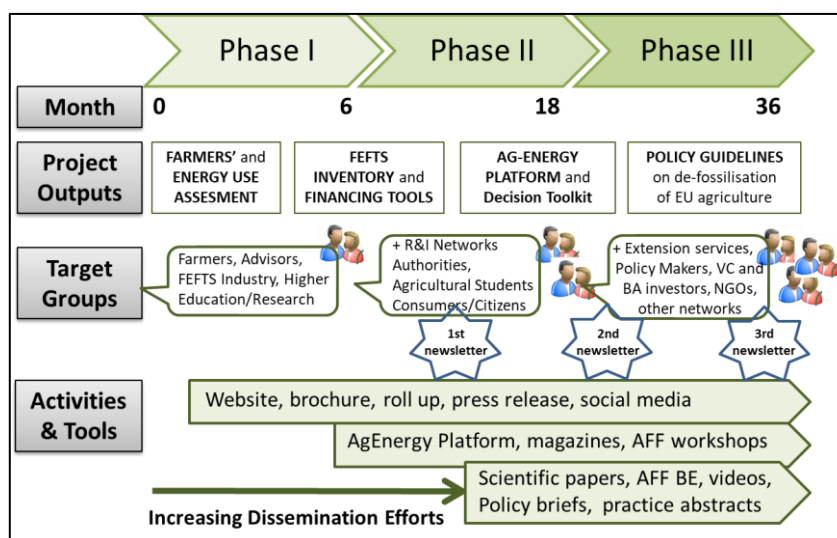 Phase I
Phase II
Phase III
Month
0
6
18
36
Project
Outputs
FARMERS' and
ENERGY USE
ASSESMENT
FEFTS
INVENTORY and
FINANCING TOOLS
AG-ENERGY
PLATFORM and
Decision Toolkit
POLICY GUIDELINES
on de-fossilisation
of EU agriculture
Target
Groups
Farmers, Advisors,
FEFTS Industry, Higher
Education/Research
+ R&I Networks
Authorities,
Agricultural Students
Consumers/Citizens
+ Extension services,
Policy Makers, VC and
BA investors, NGOs,
other networks
1st
newsletter
2nd
newsletter
3rd
newsletter
Activities
& Tools
Website, brochure, roll up, press release, social media
AgEnergy Platform, magazines, AFF workshops
Scientific papers, AFF BE, videos,
Policy briefs, practice abstracts
Increasing Dissemination Efforts